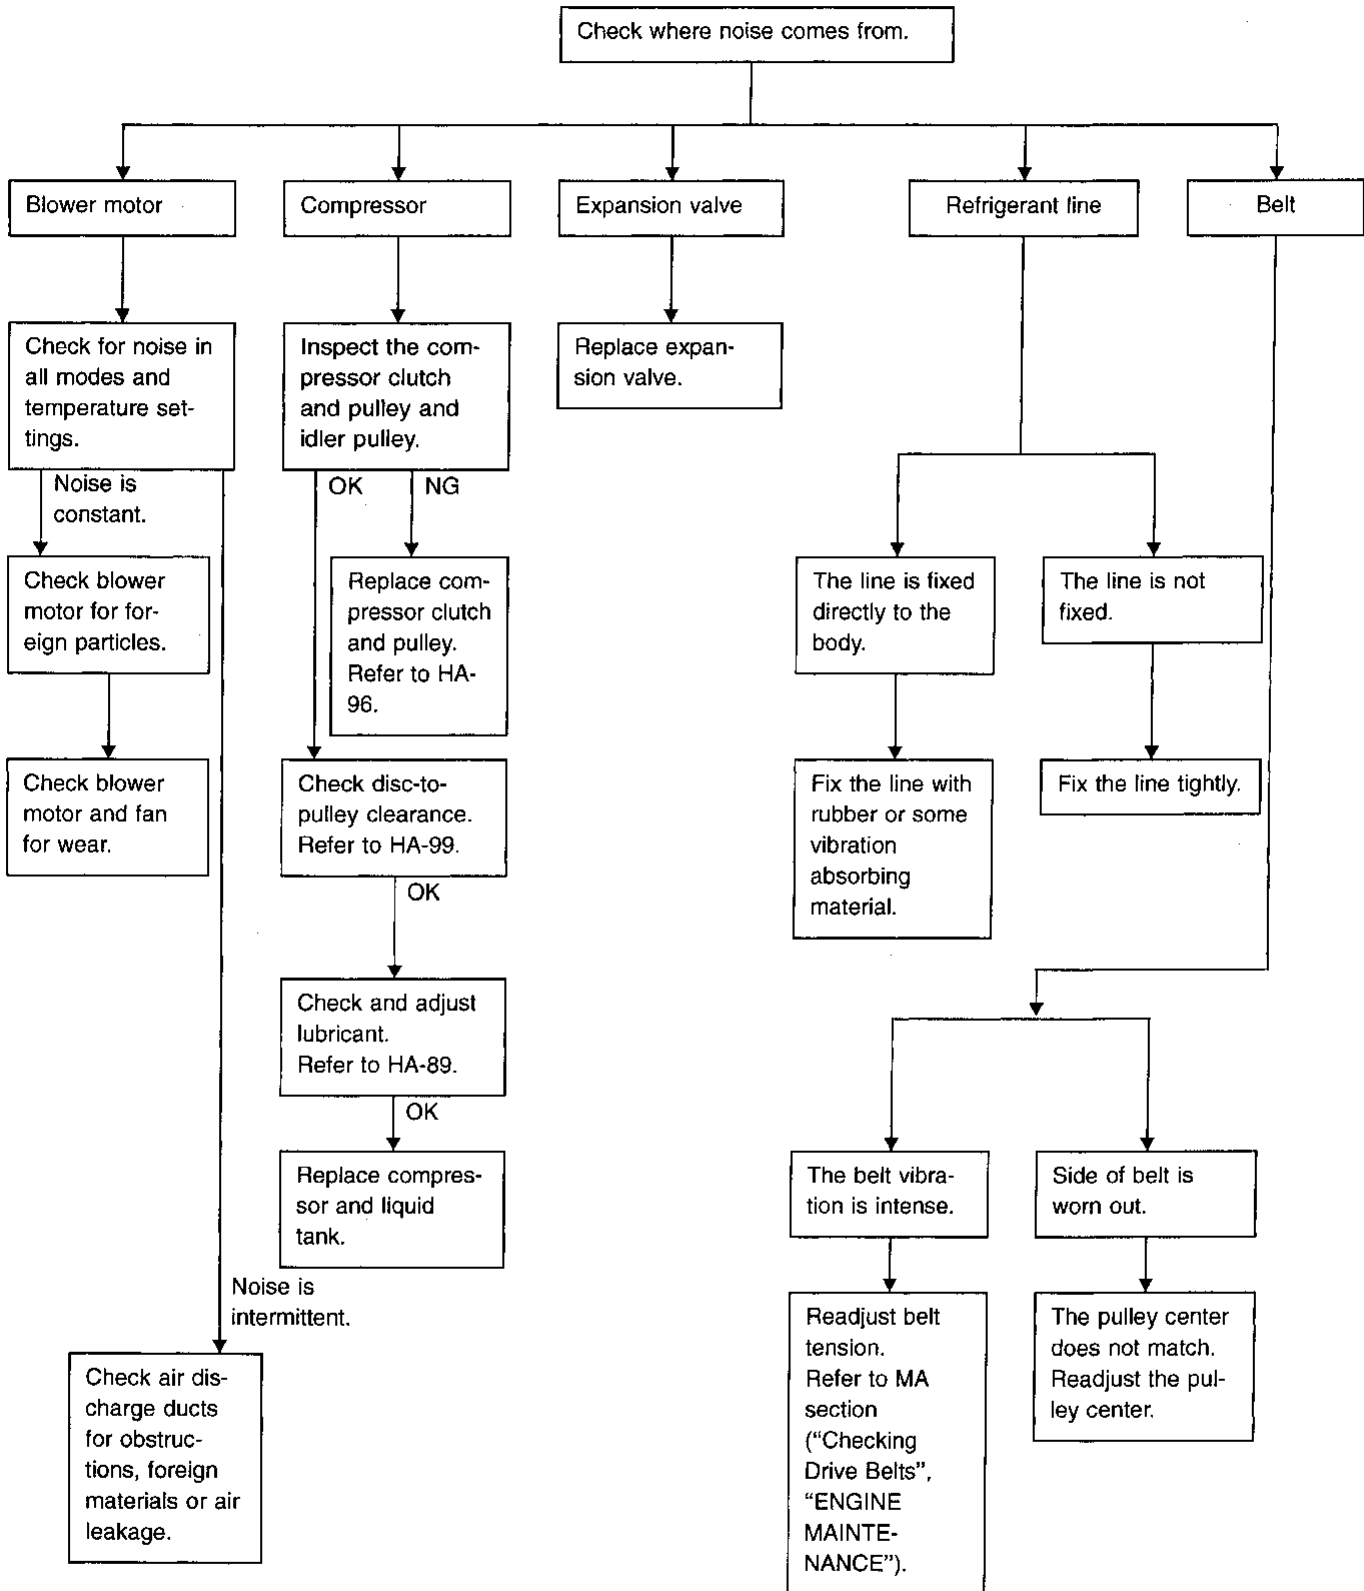 Check where noise comes from.
Blower motor
Compressor
Expansion valve
Refrigerant line
Belt
Check for noise in
all modes and
temperature set-
tings.
Inspect the com-
pressor clutch
and pulley and
idler pulley.
Replace expan-
sion valve.
Noise is
constant.
OK
NG
Check blower
motor for for-
eign particles.
Replace com-
pressor clutch
and pulley.
Refer to HA-
96.
The line is fixed
directly to the
body.
The line is not
fixed.
Check blower
motor and fan
for wear.
Check disc-to-
pulley clearance.
Refer to HA-99.
Fix the line with
rubber or some
vibration
absorbing
material.
Fix the line tightly.
OK
Check and adjust
lubricant.
Refer to HA-89.
OK
Replace compres-
sor and liquid
tank.
The belt vibra-
tion is intense.
Side of belt is
worn out.
Noise is
intermittent.
Check air dis-
charge ducts
for obstruc-
tions, foreign
materials or air
leakage.
Readjust belt
tension.
Refer to MA
section
("Checking
Drive Belts",
"ENGINE
MAINTE-
NANCE").
The pulley center
does not match.
Readjust the pul-
ley center.